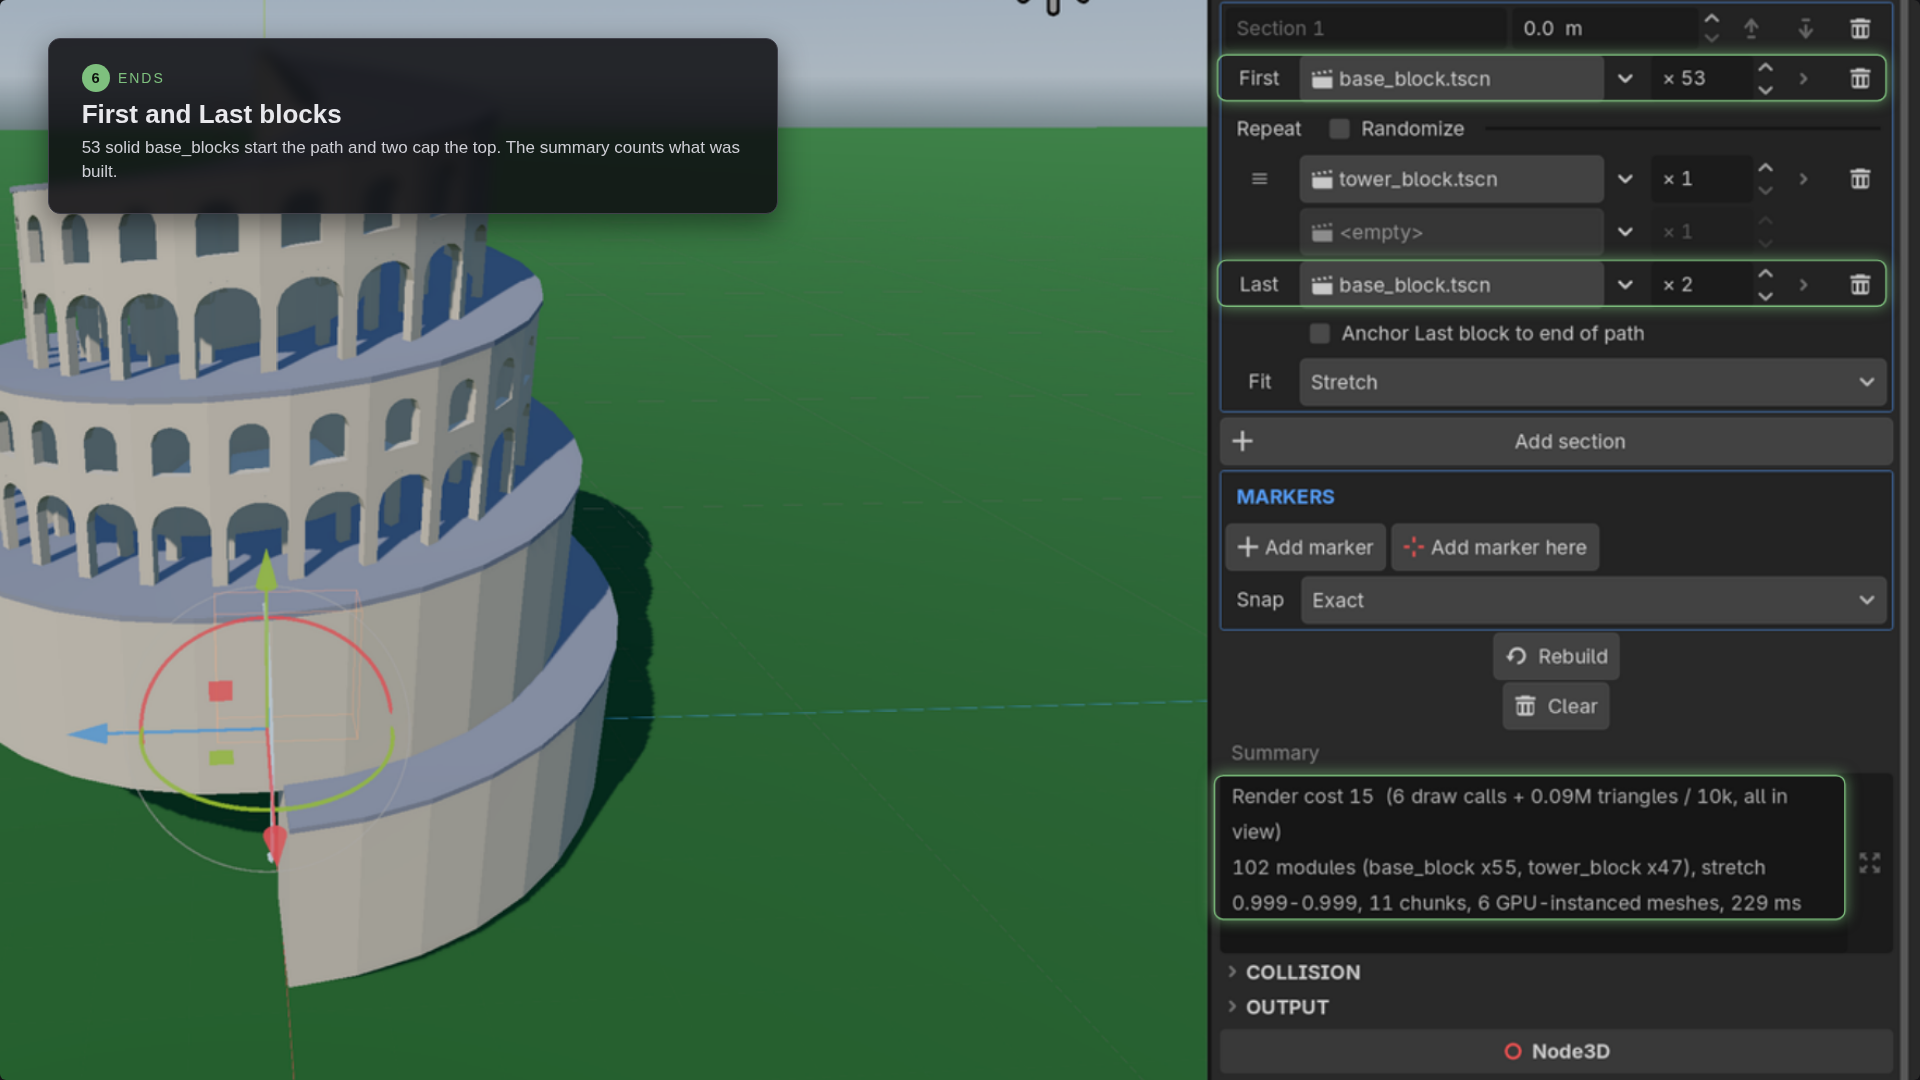 6 ENDS
First and Last blocks
53 solid base_blocks start the path and two cap the top. The summary counts what was
built.
Section 1 0.0 m
First base_block.tscn × 53
Repeat Randomize
tower_block.tscn × 1
<empty> × 1
Last base_block.tscn × 2
Anchor Last block to end of path
Fit Stretch
Add section
MARKERS
Add marker Add marker here
Snap Exact
Rebuild
Clear
Summary
Render cost 15 (6 draw calls + 0.09M triangles / 10k, all in
view)
102 modules (base_block x55, tower_block x47), stretch
0.999-0.999, 11 chunks, 6 GPU-instanced meshes, 229 ms
COLLISION
OUTPUT
Node3D